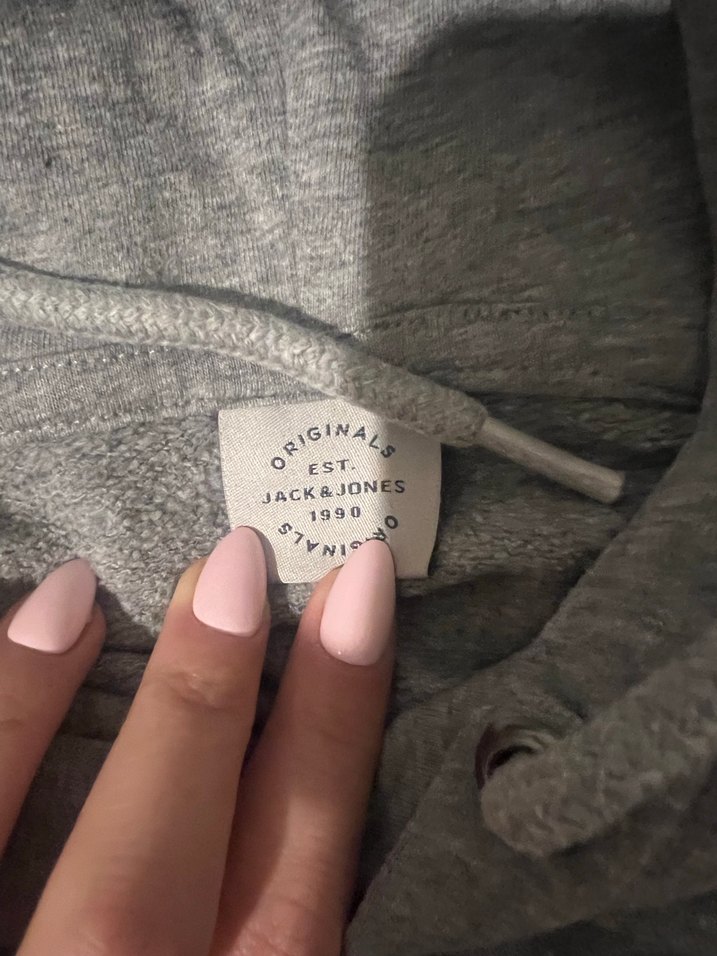 ORIGINALS
EST.
JACK & JONES
1990
ORIGINALS